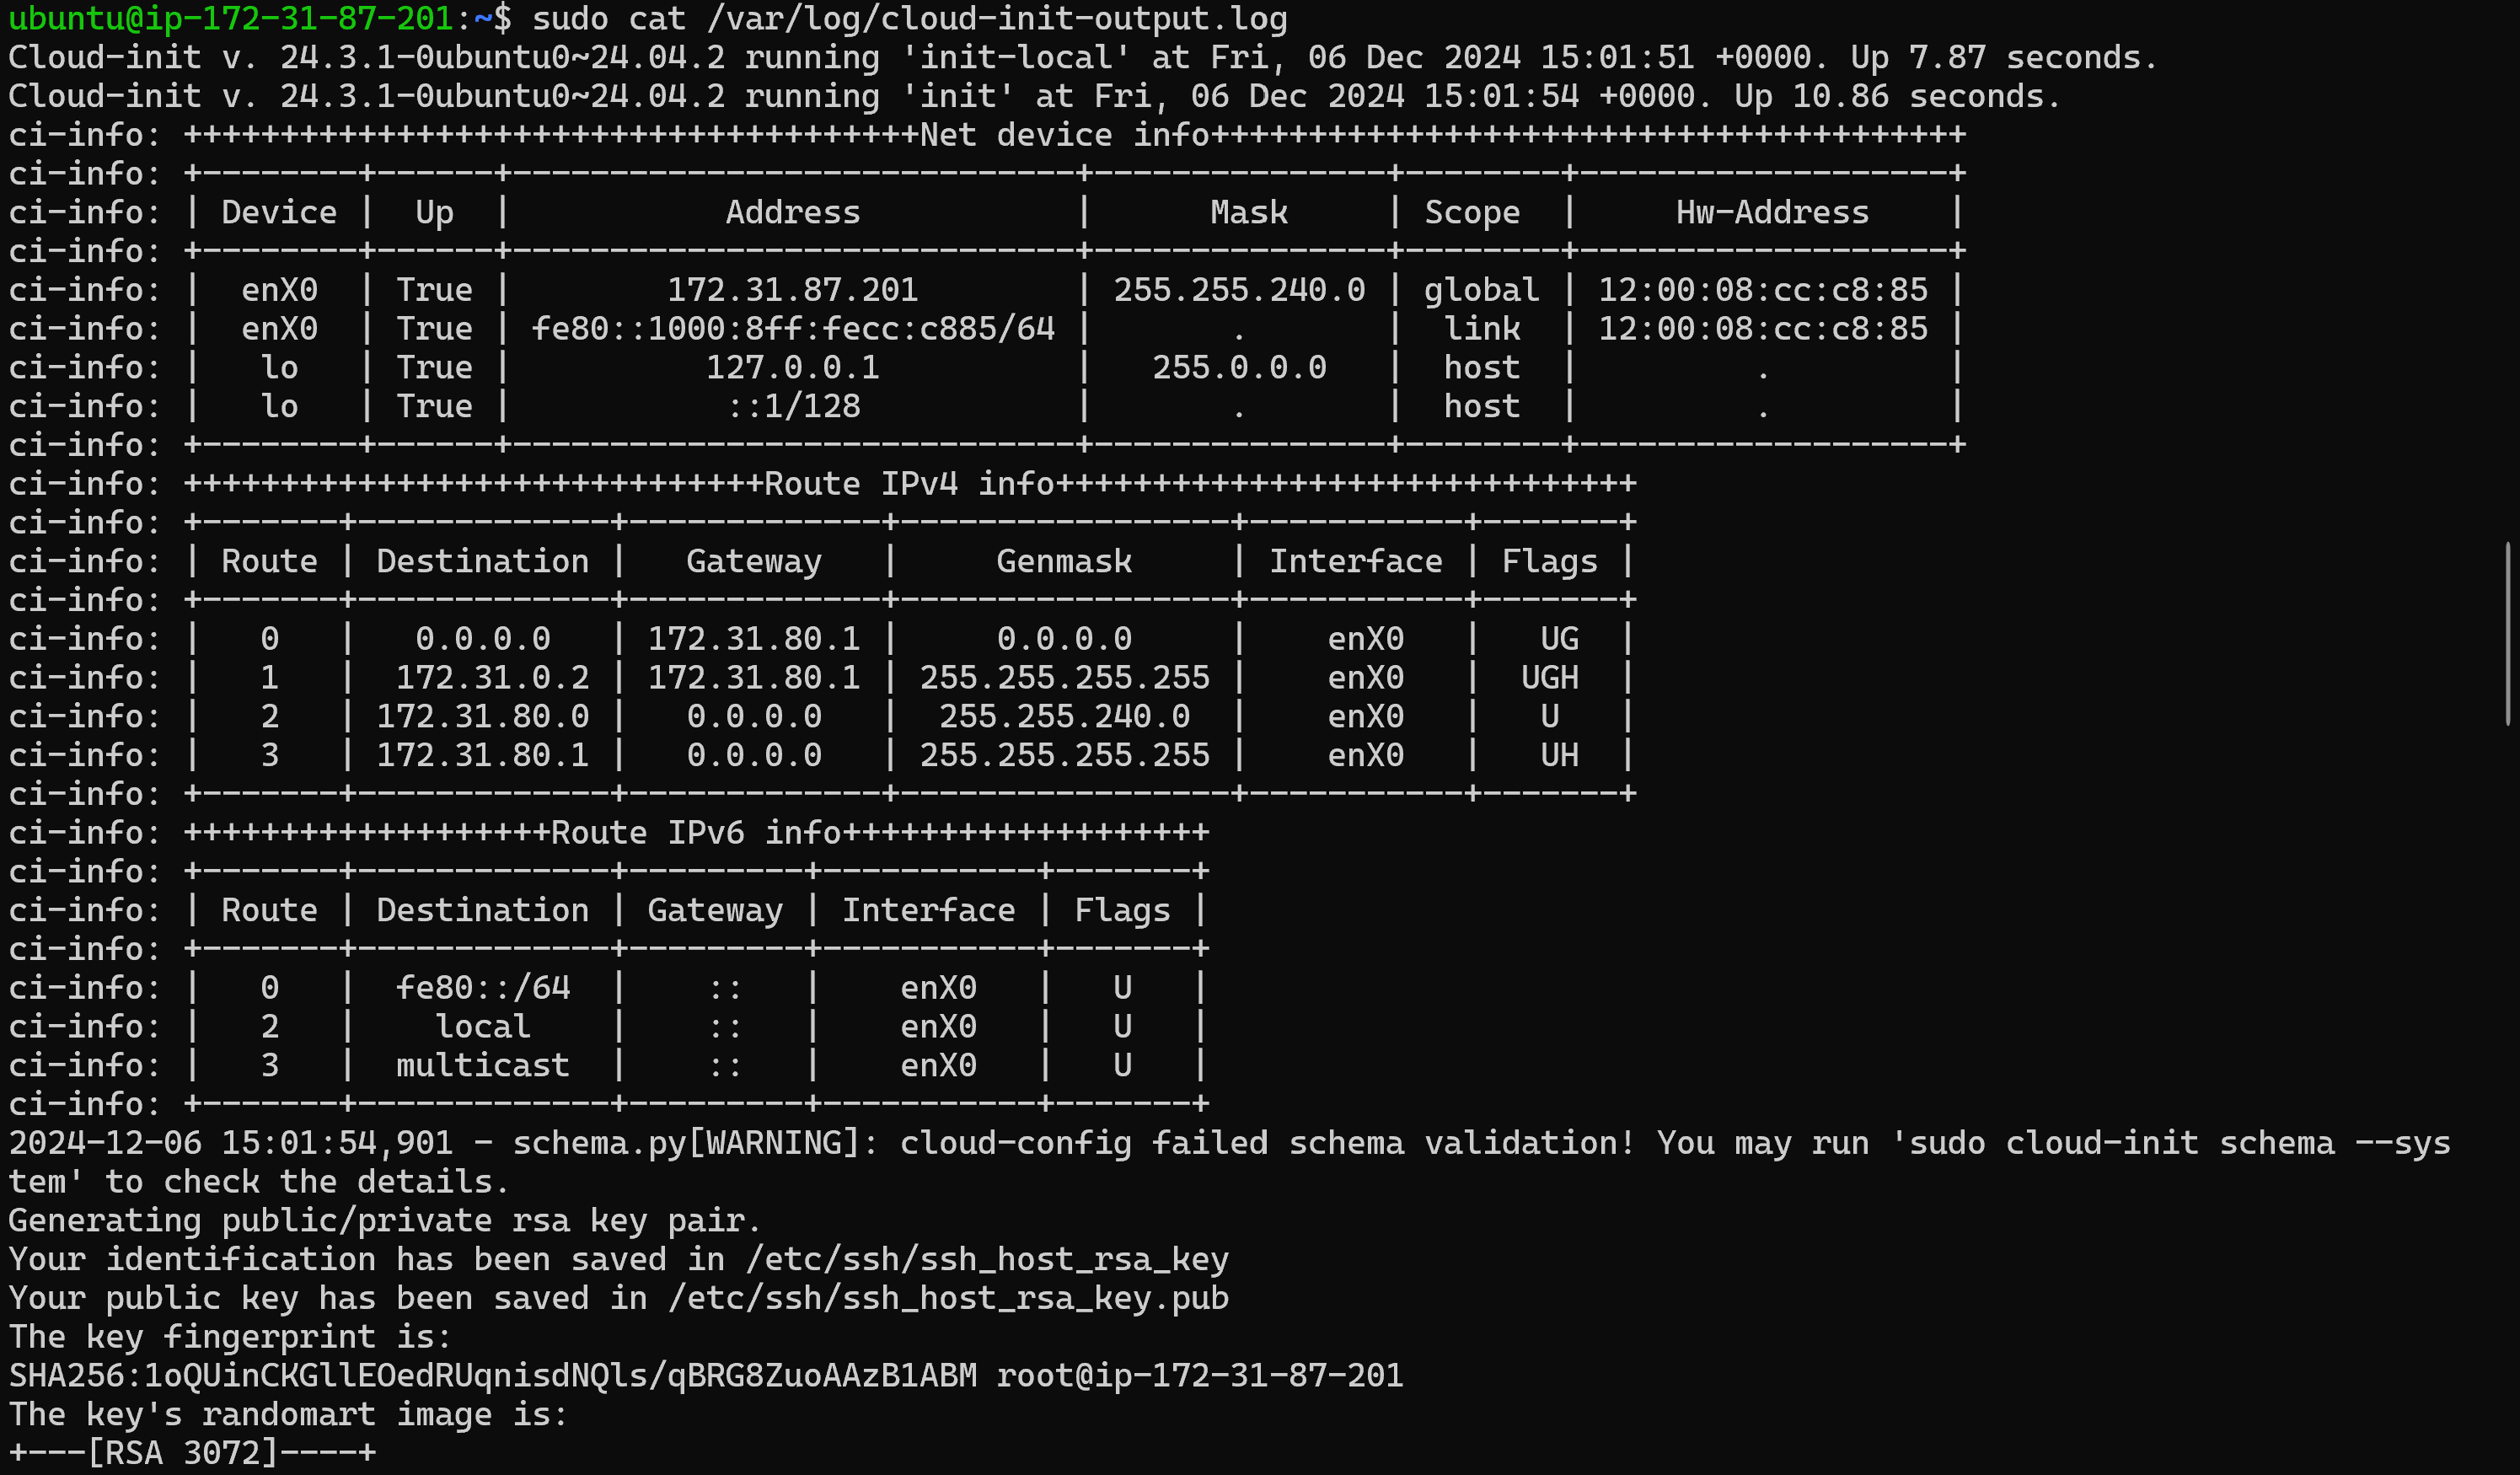 ubuntu@ip-172-31-87-201:~$ sudo cat /var/log/cloud-init-output.log
Cloud-init v. 24.3.1-0ubuntu0~24.04.2 running 'init-local' at Fri, 06 Dec 2024 15:01:51 +0000. Up 7.87 seconds.
Cloud-init v. 24.3.1-0ubuntu0~24.04.2 running 'init' at Fri, 06 Dec 2024 15:01:54 +0000. Up 10.86 seconds.
ci-info: ++++++++++++++++++++++++++++++++++++++Net device info+++++++++++++++++++++++++++++++++++++++
ci-info: +--------+------+-----------------------------+---------------+--------+-------------------+
ci-info: | Device |  Up  |           Address           |      Mask     | Scope  |     Hw-Address    |
ci-info: +--------+------+-----------------------------+---------------+--------+-------------------+
ci-info: |  enX0  | True |        172.31.87.201        | 255.255.240.0 | global | 12:00:08:cc:c8:85 |
ci-info: |  enX0  | True | fe80::1000:8ff:fecc:c885/64 |       .       |  link  | 12:00:08:cc:c8:85 |
ci-info: |   lo   | True |          127.0.0.1          |   255.0.0.0   |  host  |         .         |
ci-info: |   lo   | True |           ::1/128           |       .       |  host  |         .         |
ci-info: +--------+------+-----------------------------+---------------+--------+-------------------+
ci-info: ++++++++++++++++++++++++++++++Route IPv4 info++++++++++++++++++++++++++++++
ci-info: +-------+-------------+-------------+-----------------+-----------+-------+
ci-info: | Route | Destination |   Gateway   |     Genmask     | Interface | Flags |
ci-info: +-------+-------------+-------------+-----------------+-----------+-------+
ci-info: |   0   |   0.0.0.0   | 172.31.80.1 |     0.0.0.0     |    enX0   |   UG  |
ci-info: |   1   |  172.31.0.2 | 172.31.80.1 | 255.255.255.255 |    enX0   |  UGH  |
ci-info: |   2   | 172.31.80.0 |   0.0.0.0   |  255.255.240.0  |    enX0   |   U   |
ci-info: |   3   | 172.31.80.1 |   0.0.0.0   | 255.255.255.255 |    enX0   |   UH  |
ci-info: +-------+-------------+-------------+-----------------+-----------+-------+
ci-info: +++++++++++++++++++Route IPv6 info+++++++++++++++++++
ci-info: +-------+-------------+---------+-----------+-------+
ci-info: | Route | Destination | Gateway | Interface | Flags |
ci-info: +-------+-------------+---------+-----------+-------+
ci-info: |   0   |  fe80::/64  |    ::   |    enX0   |   U   |
ci-info: |   2   |    local    |    ::   |    enX0   |   U   |
ci-info: |   3   |  multicast  |    ::   |    enX0   |   U   |
ci-info: +-------+-------------+---------+-----------+-------+
2024-12-06 15:01:54,901 - schema.py[WARNING]: cloud-config failed schema validation! You may run 'sudo cloud-init schema --sys
tem' to check the details.
Generating public/private rsa key pair.
Your identification has been saved in /etc/ssh/ssh_host_rsa_key
Your public key has been saved in /etc/ssh/ssh_host_rsa_key.pub
The key fingerprint is:
SHA256:1oQUinCKGllEOedRUqnisdNQls/qBRG8ZuoAAzB1ABM root@ip-172-31-87-201
The key's randomart image is:
+---[RSA 3072]----+